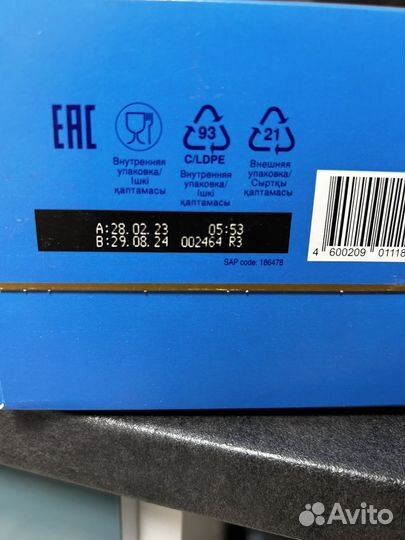 EAC
93
C/LDPE
21
Внутренняя
упаковка/
Ішкі
қаптамасы
Внутренняя
упаковка/
Ішкі
қаптамасы
Внешняя
упаковка/
Сыртқы
қаптамасы
A:28.02.23 05:53
B:29.08.24 002464 R3
SAP code: 186478
4 600209 01118
Avito